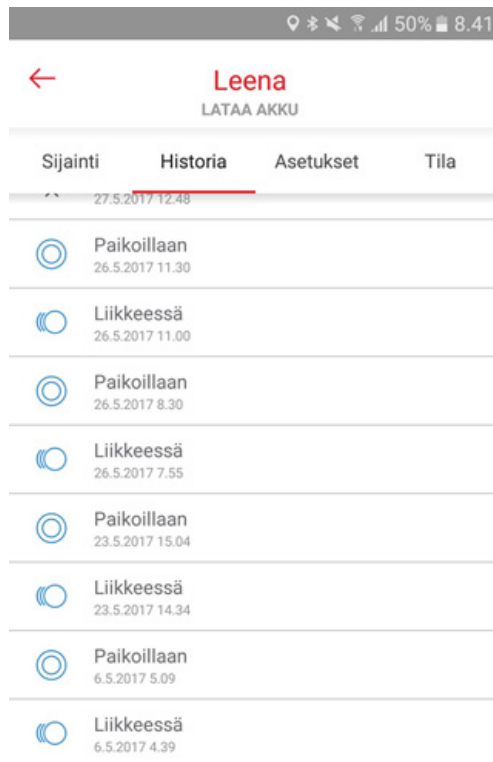 50% 8.41
Leena
LATAA AKKU
Sijainti Historia Asetukset Tila
27.5.2017 12.48
Paikoillaan
26.5.2017 11.30
Liikkeessä
26.5.2017 11.00
Paikoillaan
26.5.2017 8.30
Liikkeessä
26.5.2017 7.55
Paikoillaan
23.5.2017 15.04
Liikkeessä
23.5.2017 14.34
Paikoillaan
6.5.2017 5.09
Liikkeessä
6.5.2017 4.39